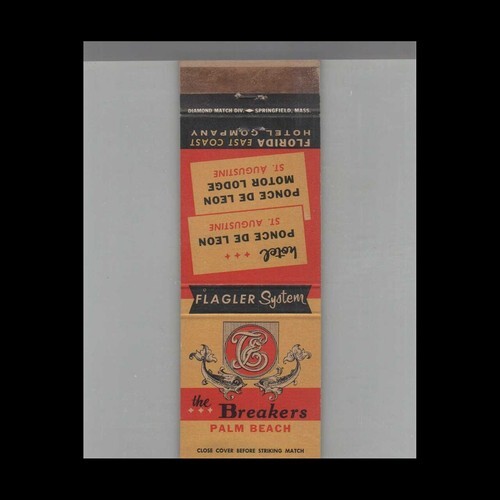 DIAMOND MATCH DIV. SPRINGFIELD, MASS.
FLORIDA EAST COAST
HOTEL COMPANY
PONCE DE LEON
MOTOR LODGE
ST. AUGUSTINE
hotel
PONCE DE LEON
ST. AUGUSTINE
FLAGLER System
the Breakers
PALM BEACH
CLOSE COVER BEFORE STRIKING MATCH